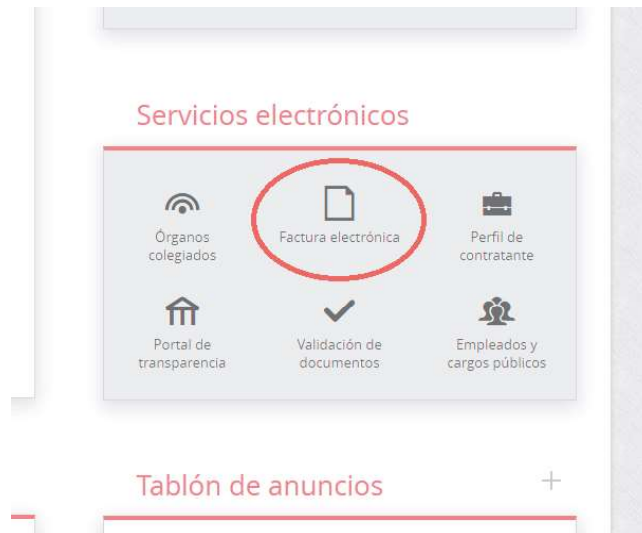 Servicios electrónicos
Órganos
colegiados
Factura electrónica
Perfil de
contratante
Portal de
transparencia
Validación de
documentos
Empleados y
cargos públicos
Tablón de anuncios